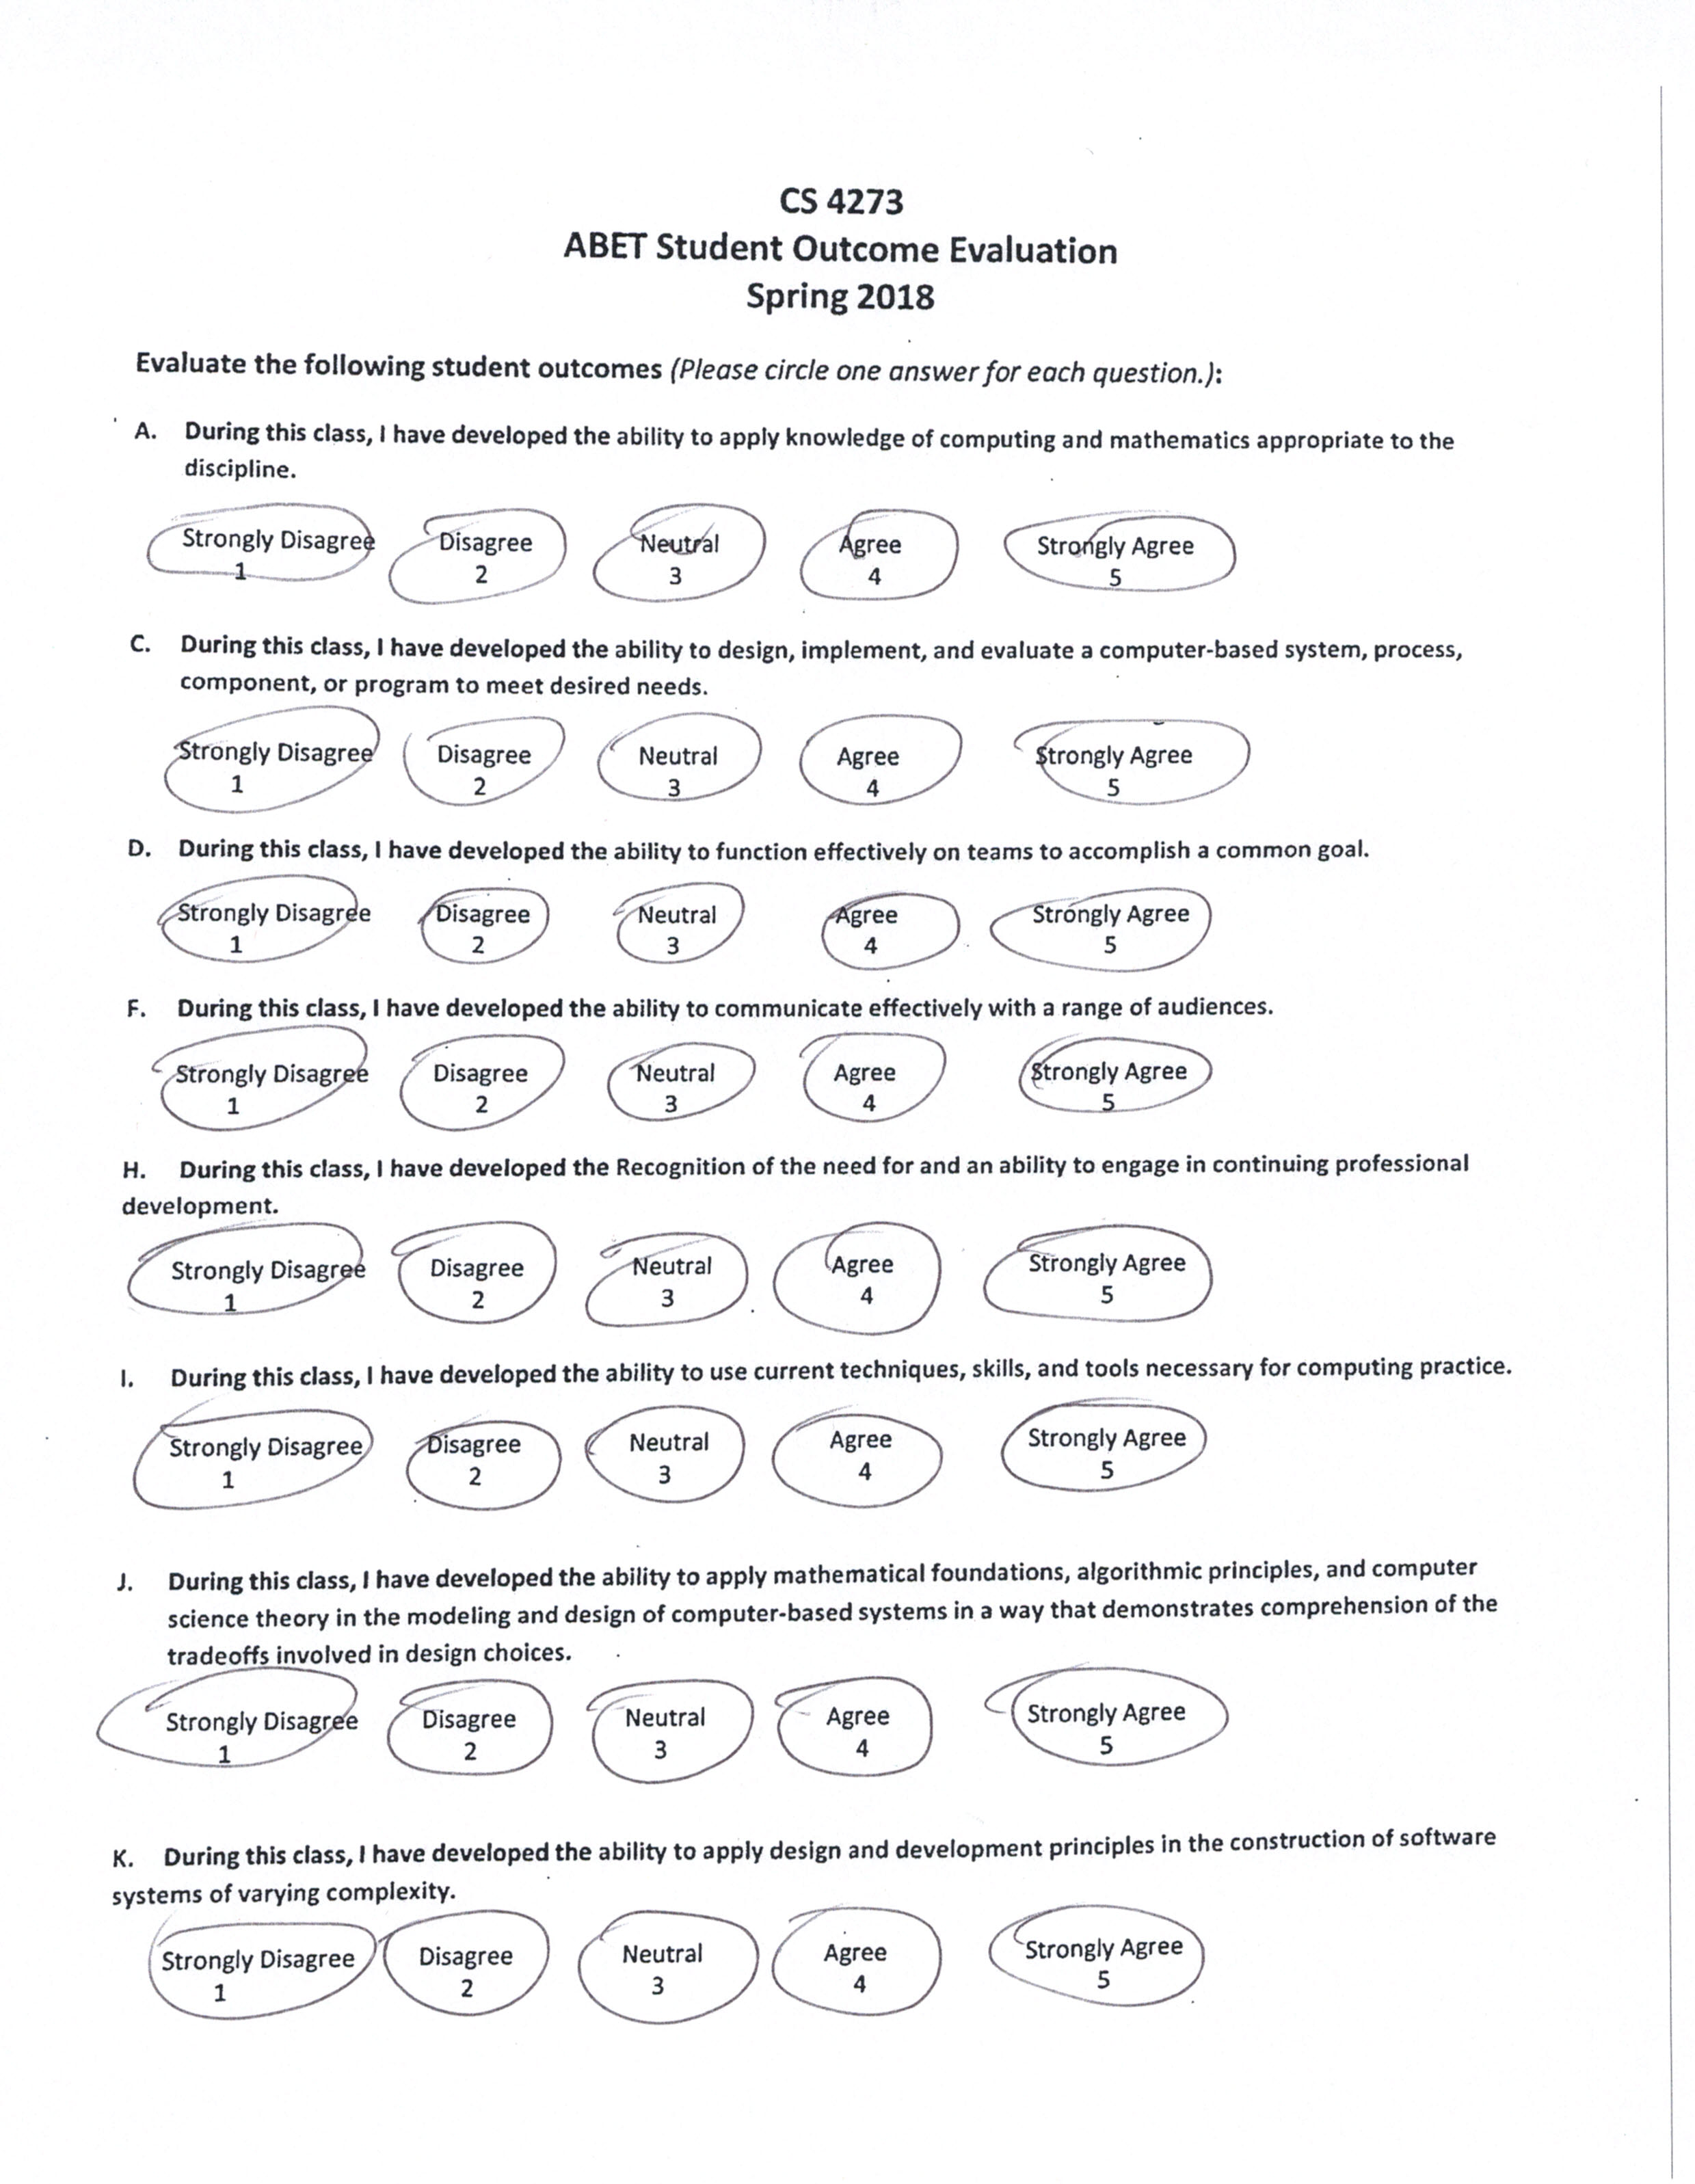 CS 4273
ABET Student Outcome Evaluation
Spring 2018
Evaluate the following student outcomes (Please circle one answer for each question.):
A. During this class, I have developed the ability to apply knowledge of computing and mathematics appropriate to the
discipline.
Strongly Disagree Disagree Neutral Agree Strongly Agree
1 2 3 4 5
C. During this class, I have developed the ability to design, implement, and evaluate a computer-based system, process,
component, or program to meet desired needs.
Strongly Disagree Disagree Neutral Agree Strongly Agree
1 2 3 4 5
D. During this class, I have developed the ability to function effectively on teams to accomplish a common goal.
Strongly Disagree Disagree Neutral Agree Strongly Agree
1 2 3 4 5
F. During this class, I have developed the ability to communicate effectively with a range of audiences.
Strongly Disagree Disagree Neutral Agree Strongly Agree
1 2 3 4 5
H. During this class, I have developed the Recognition of the need for and an ability to engage in continuing professional
development.
Strongly Disagree Disagree Neutral Agree Strongly Agree
1 2 3 4 5
I. During this class, I have developed the ability to use current techniques, skills, and tools necessary for computing practice.
Strongly Disagree Disagree Neutral Agree Strongly Agree
1 2 3 4 5
J. During this class, I have developed the ability to apply mathematical foundations, algorithmic principles, and computer
science theory in the modeling and design of computer-based systems in a way that demonstrates comprehension of the
tradeoffs involved in design choices.
Strongly Disagree Disagree Neutral Agree Strongly Agree
1 2 3 4 5
K. During this class, I have developed the ability to apply design and development principles in the construction of software
systems of varying complexity.
Strongly Disagree Disagree Neutral Agree Strongly Agree
1 2 3 4 5